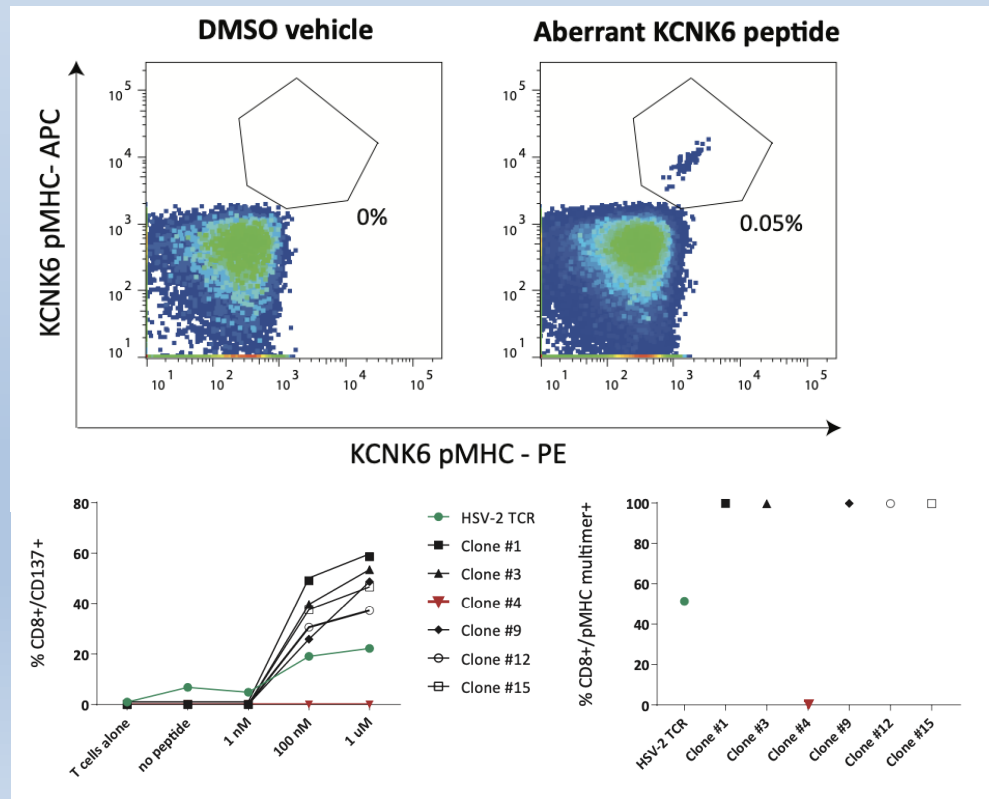 DMSO vehicle
Aberrant KCNK6 peptide
KCNK6 pMHC- APC
10^5
10^4
10^3
10^2
10^1
0%
10^1 10^2 10^3 10^4 10^5
10^5
10^4
10^3
10^2
10^1
0.05%
10^1 10^2 10^3 10^4 10^5
KCNK6 pMHC - PE
% CD8+/CD137+
80
60
40
20
0
T cells alone
no peptide
1 nM
100 nM
1 uM
HSV-2 TCR
Clone #1
Clone #3
Clone #4
Clone #9
Clone #12
Clone #15
% CD8+/pMHC multimer+
100
80
60
40
20
0
HSV-2 TCR
Clone #1
Clone #3
Clone #4
Clone #9
Clone #12
Clone #15